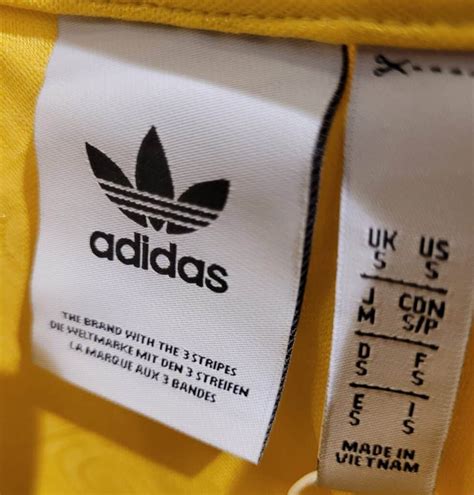 adidas
THE BRAND WITH THE 3 STRIPES
DIE WELTMARKE MIT DEN 3 STREIFEN
LA MARQUE AUX 3 BANDES
UK US
S S
J CDN
M S/P
D F
S S
E I
S S
MADE IN
VIETNAM